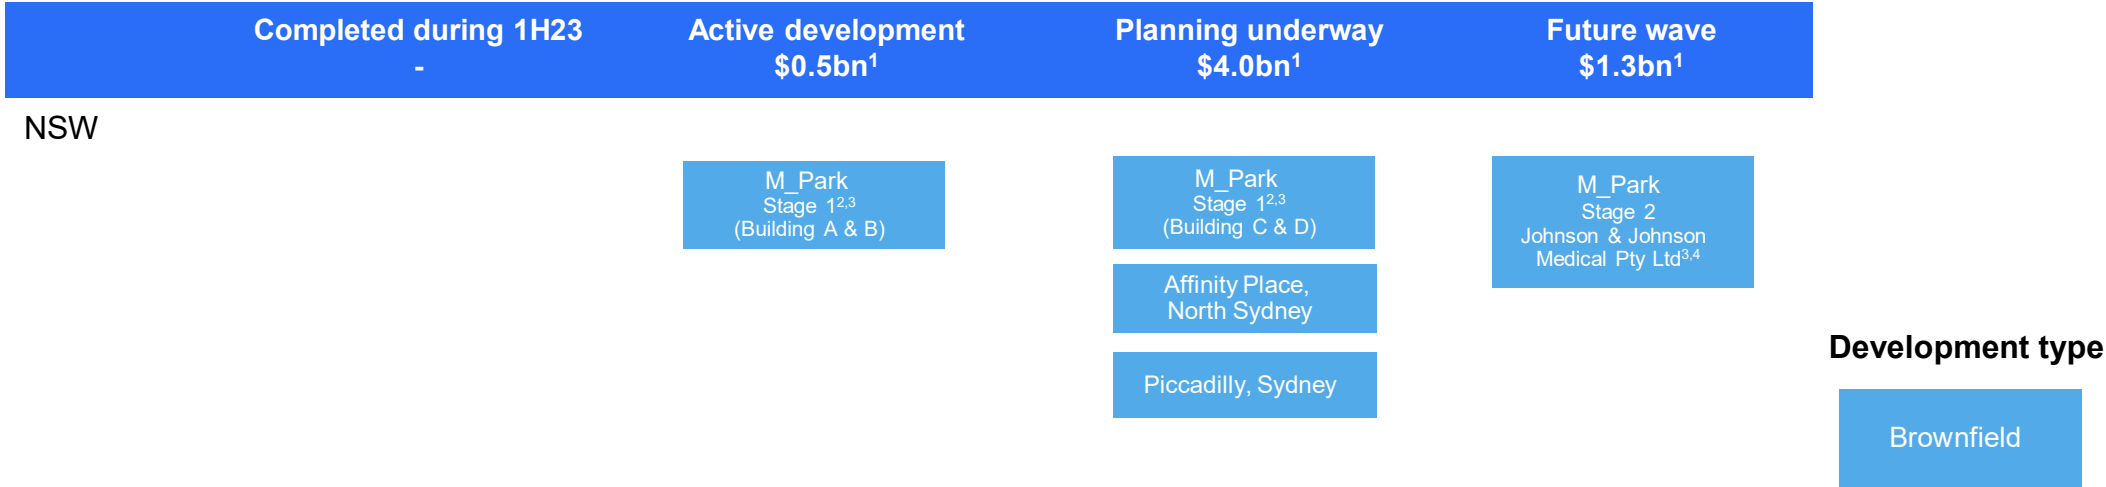 Completed during 1H23
-
Active development
$0.5bn¹
Planning underway
$4.0bn¹
Future wave
$1.3bn¹
NSW
M_Park
Stage 1²,³
(Building A & B)
M_Park
Stage 1²,³
(Building C & D)
Affinity Place,
North Sydney
Piccadilly, Sydney
M_Park
Stage 2
Johnson & Johnson
Medical Pty Ltd³,⁴
Development type
Brownfield